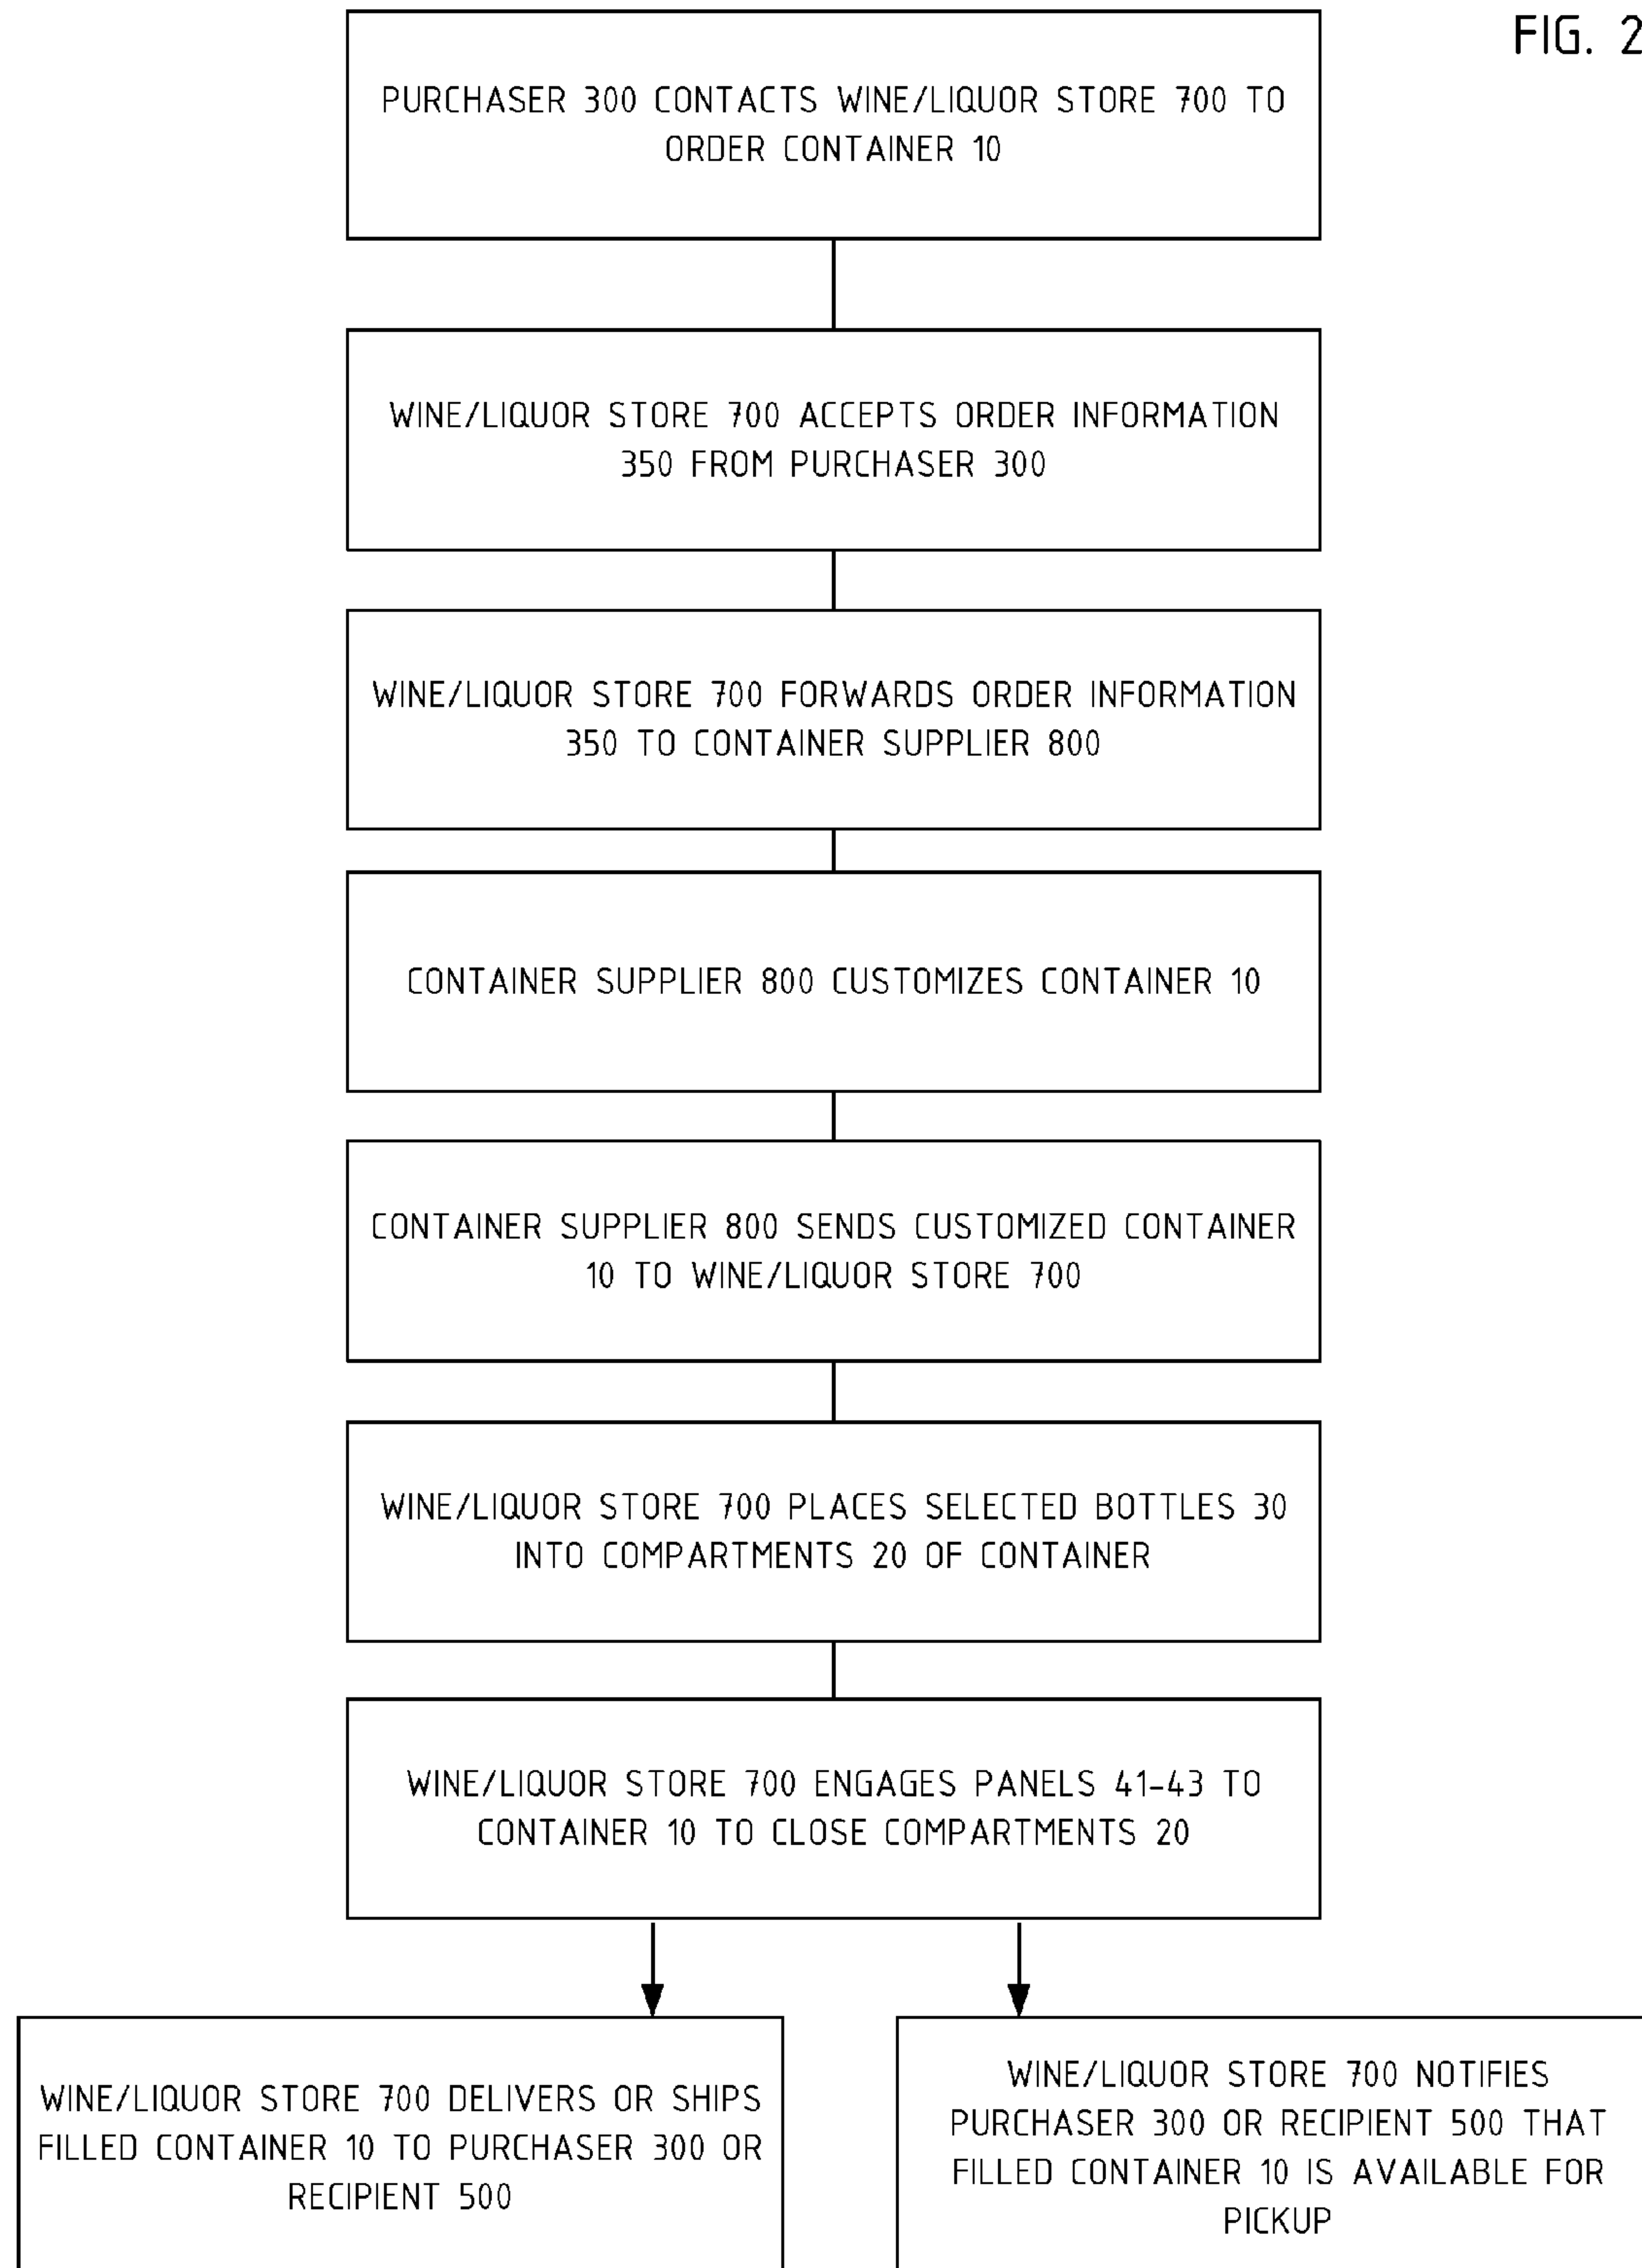 FIG. 2
PURCHASER 300 CONTACTS WINE/LIQUOR STORE 700 TO
ORDER CONTAINER 10
WINE/LIQUOR STORE 700 ACCEPTS ORDER INFORMATION
350 FROM PURCHASER 300
WINE/LIQUOR STORE 700 FORWARDS ORDER INFORMATION
350 TO CONTAINER SUPPLIER 800
CONTAINER SUPPLIER 800 CUSTOMIZES CONTAINER 10
CONTAINER SUPPLIER 800 SENDS CUSTOMIZED CONTAINER
10 TO WINE/LIQUOR STORE 700
WINE/LIQUOR STORE 700 PLACES SELECTED BOTTLES 30
INTO COMPARTMENTS 20 OF CONTAINER
WINE/LIQUOR STORE 700 ENGAGES PANELS 41-43 TO
CONTAINER 10 TO CLOSE COMPARTMENTS 20
WINE/LIQUOR STORE 700 DELIVERS OR SHIPS
FILLED CONTAINER 10 TO PURCHASER 300 OR
RECIPIENT 500
WINE/LIQUOR STORE 700 NOTIFIES
PURCHASER 300 OR RECIPIENT 500 THAT
FILLED CONTAINER 10 IS AVAILABLE FOR
PICKUP